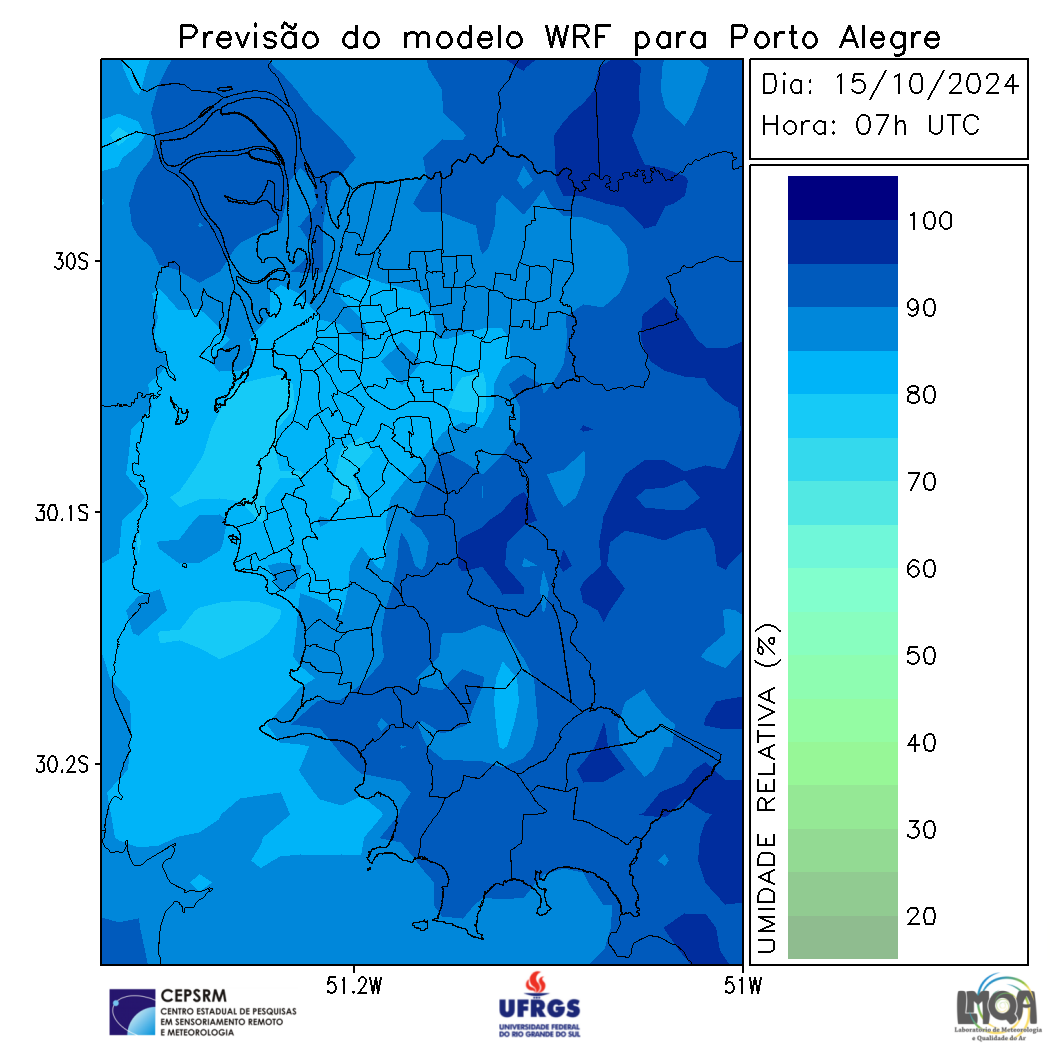 Previsão do modelo WRF para Porto Alegre
Dia: 15/10/2024
Hora: 07h UTC
30S
30.1S
30.2S
51.2W
51W
UMIDADE RELATIVA (%)
100
90
80
70
60
50
40
30
20
CEPSRM
CENTRO ESTADUAL DE PESQUISAS
EM SENSORIAMENTO REMOTO
E METEOROLOGIA
UFRGS
UNIVERSIDADE FEDERAL
DO RIO GRANDE DO SUL
LMQA
Laboratório de Meteorologia
e Qualidade do Ar